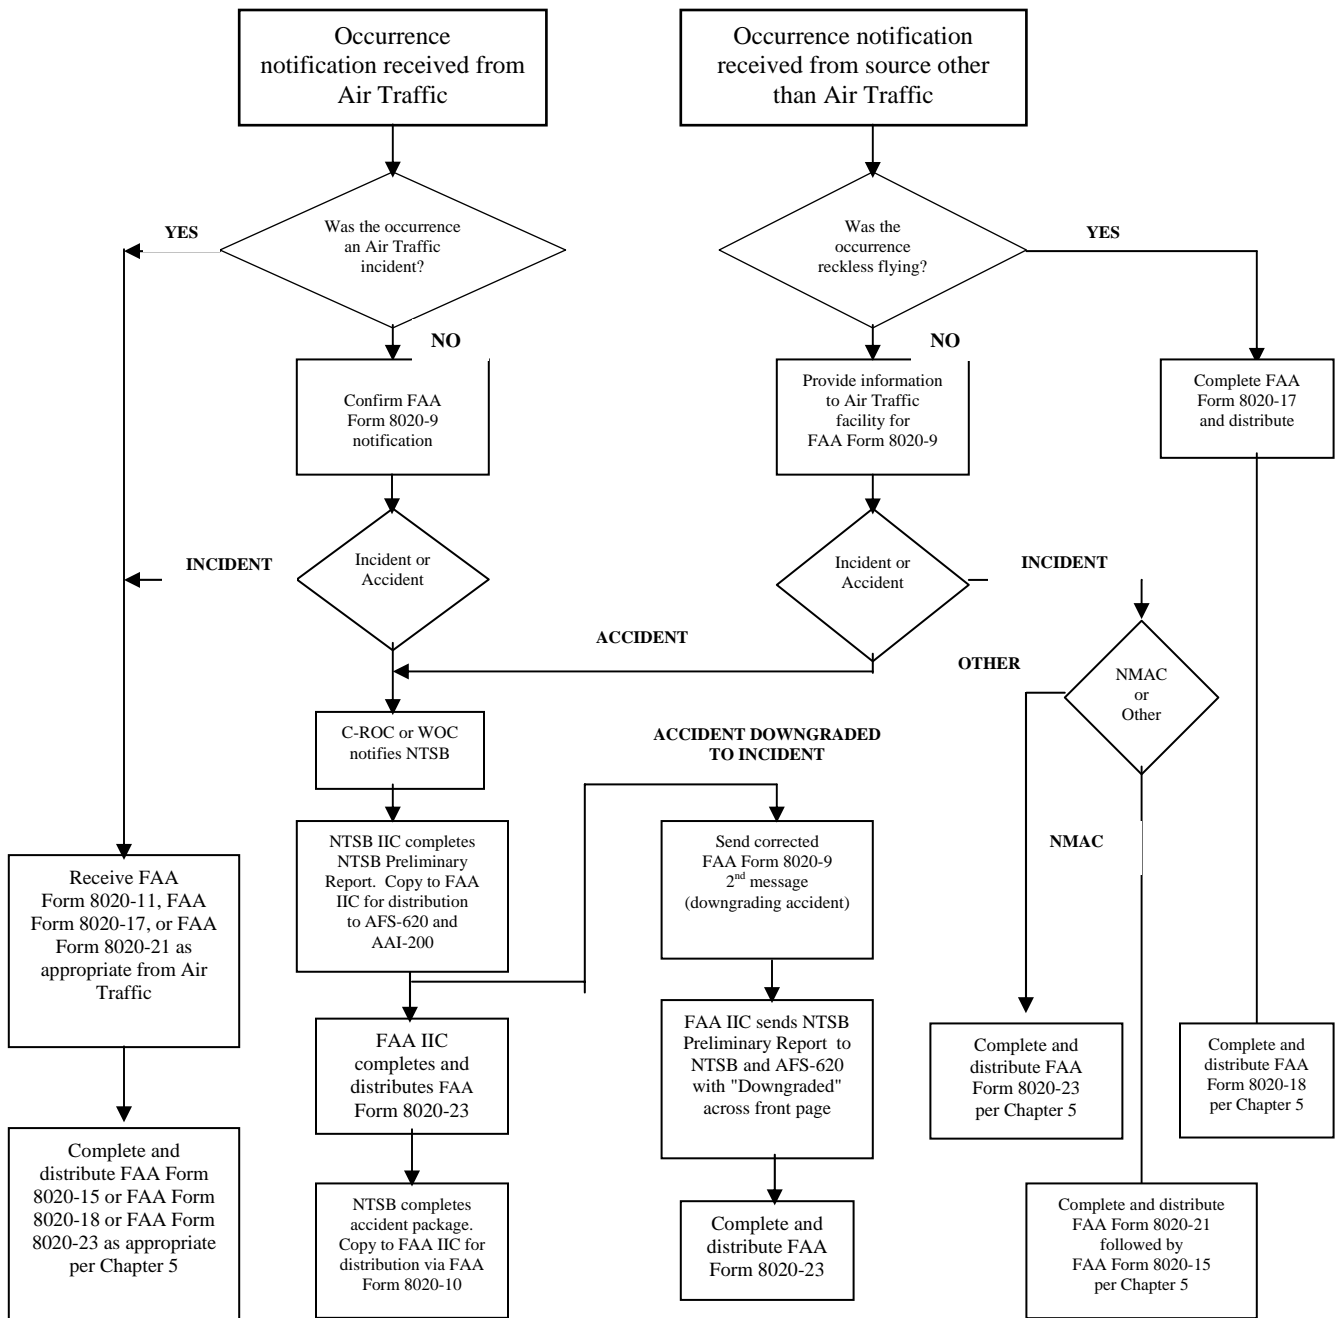 Occurrence
notification received from
Air Traffic
Occurrence notification
received from source other
than Air Traffic
YES
Was the occurrence
an Air Traffic
incident?
Was the
occurrence
reckless flying?
YES
NO
NO
Confirm FAA
Form 8020-9
notification
Provide information
to Air Traffic
facility for
FAA Form 8020-9
Complete FAA
Form 8020-17
and distribute
INCIDENT
Incident or
Accident
Incident or
Accident
INCIDENT
ACCIDENT
OTHER
NMAC
or
Other
C-ROC or WOC
notifies NTSB
ACCIDENT DOWNGRADED
TO INCIDENT
NMAC
Receive FAA
Form 8020-11, FAA
Form 8020-17, or FAA
Form 8020-21 as
appropriate from Air
Traffic
NTSB IIC completes
NTSB Preliminary
Report. Copy to FAA
IIC for distribution
to AFS-620 and
AAI-200
Send corrected
FAA Form 8020-9
2nd message
(downgrading accident)
FAA IIC
completes and
distributes FAA
Form 8020-23
FAA IIC sends NTSB
Preliminary Report to
NTSB and AFS-620
with "Downgraded"
across front page
Complete and
distribute FAA
Form 8020-23
per Chapter 5
Complete and
distribute FAA
Form 8020-18
per Chapter 5
Complete and
distribute FAA Form
8020-15 or FAA Form
8020-18 or FAA Form
8020-23 as appropriate
per Chapter 5
NTSB completes
accident package.
Copy to FAA IIC for
distribution via FAA
Form 8020-10
Complete and
distribute FAA
Form 8020-23
Complete and distribute
FAA Form 8020-21
followed by
FAA Form 8020-15
per Chapter 5